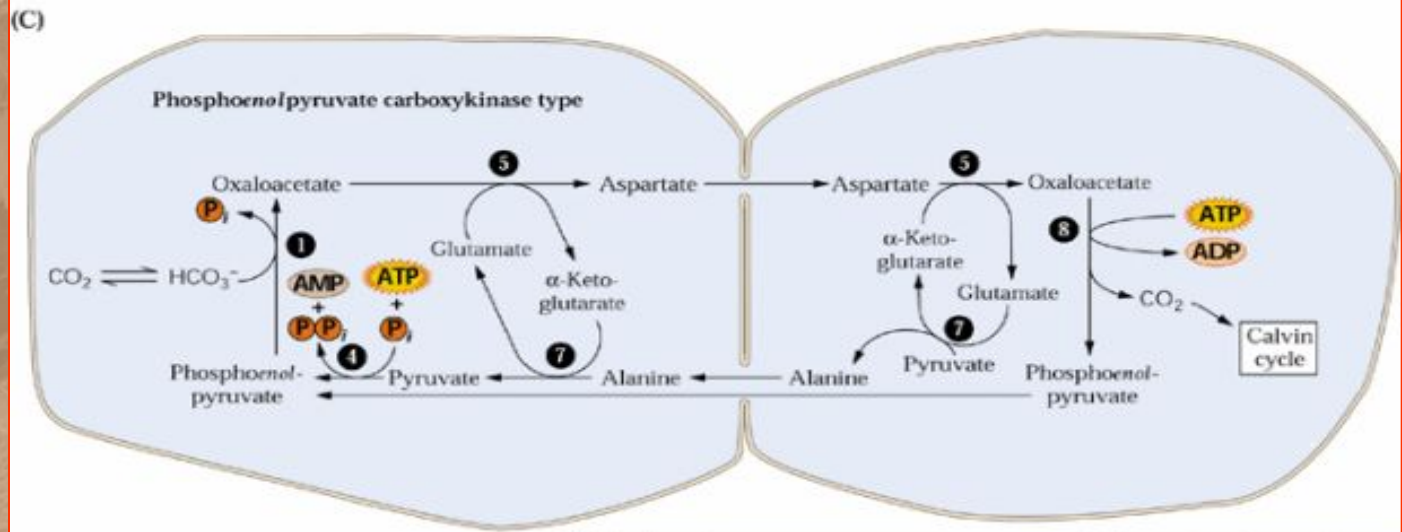 (C)
Phosphoenolpyruvate carboxykinase type
5
Oxaloacetate
Aspartate
Pi
1
Glutamate
CO2
HCO3−
AMP
+
PPi
ATP
+
Pi
α-Keto-
glutarate
4
7
Phosphoenol-
pyruvate
Pyruvate
Alanine
5
Aspartate
Oxaloacetate
8
ATP
ADP
α-Keto-
glutarate
Glutamate
CO2
7
Calvin
cycle
Alanine
Pyruvate
Phosphoenol-
pyruvate